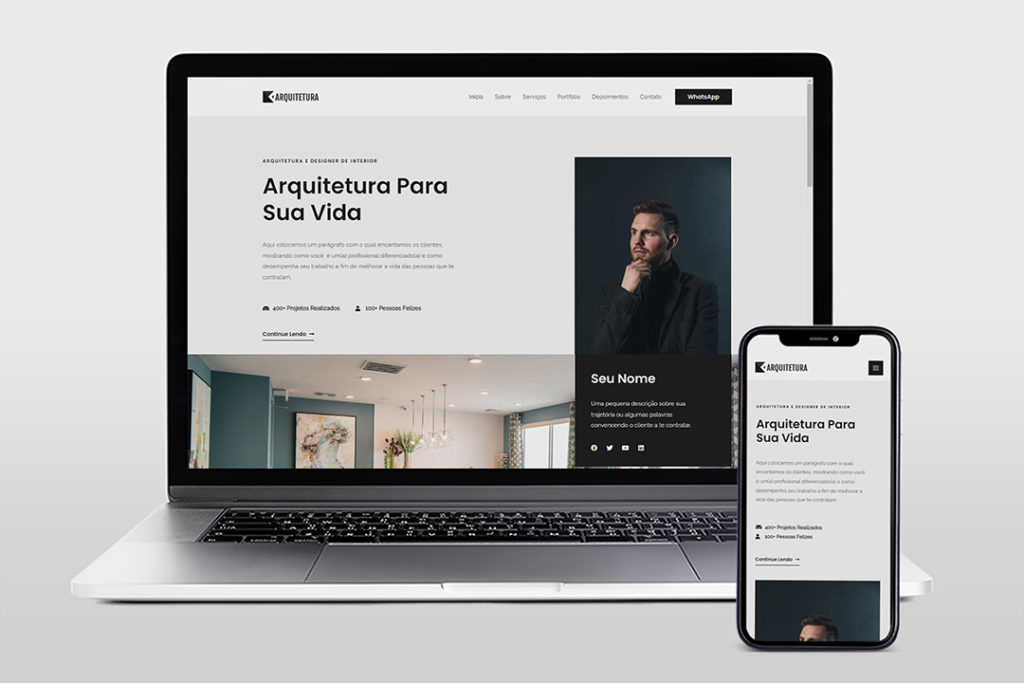 ARQUITETURA
Início Sobre Serviços Portfólio Depoimentos Contato WhatsApp
ARQUITETURA E DESIGNER DE INTERIOR
Arquitetura Para
Sua Vida
Aqui colocamos um parágrafo com o qual encantamos os clientes,
mostrando como você é um(a) profissional diferenciado(a) e como
desempenha seu trabalho a fim de melhorar a vida das pessoas que te
contratam.
400+ Projetos Realizados 100+ Pessoas Felizes
Continue Lendo
Seu Nome
Uma pequena descrição sobre sua
trajetória ou algumas palavras
convencendo o cliente a te contratar.
ARQUITETURA
ARQUITETURA E DESIGNER DE INTERIOR
Arquitetura Para
Sua Vida
Aqui colocamos um parágrafo com o qual
encantamos os clientes, mostrando como você
é um(a) profissional diferenciado(a) e como
desempenha seu trabalho a fim de melhorar a
vida das pessoas que te contratam.
400+ Projetos Realizados
100+ Pessoas Felizes
Continue Lendo